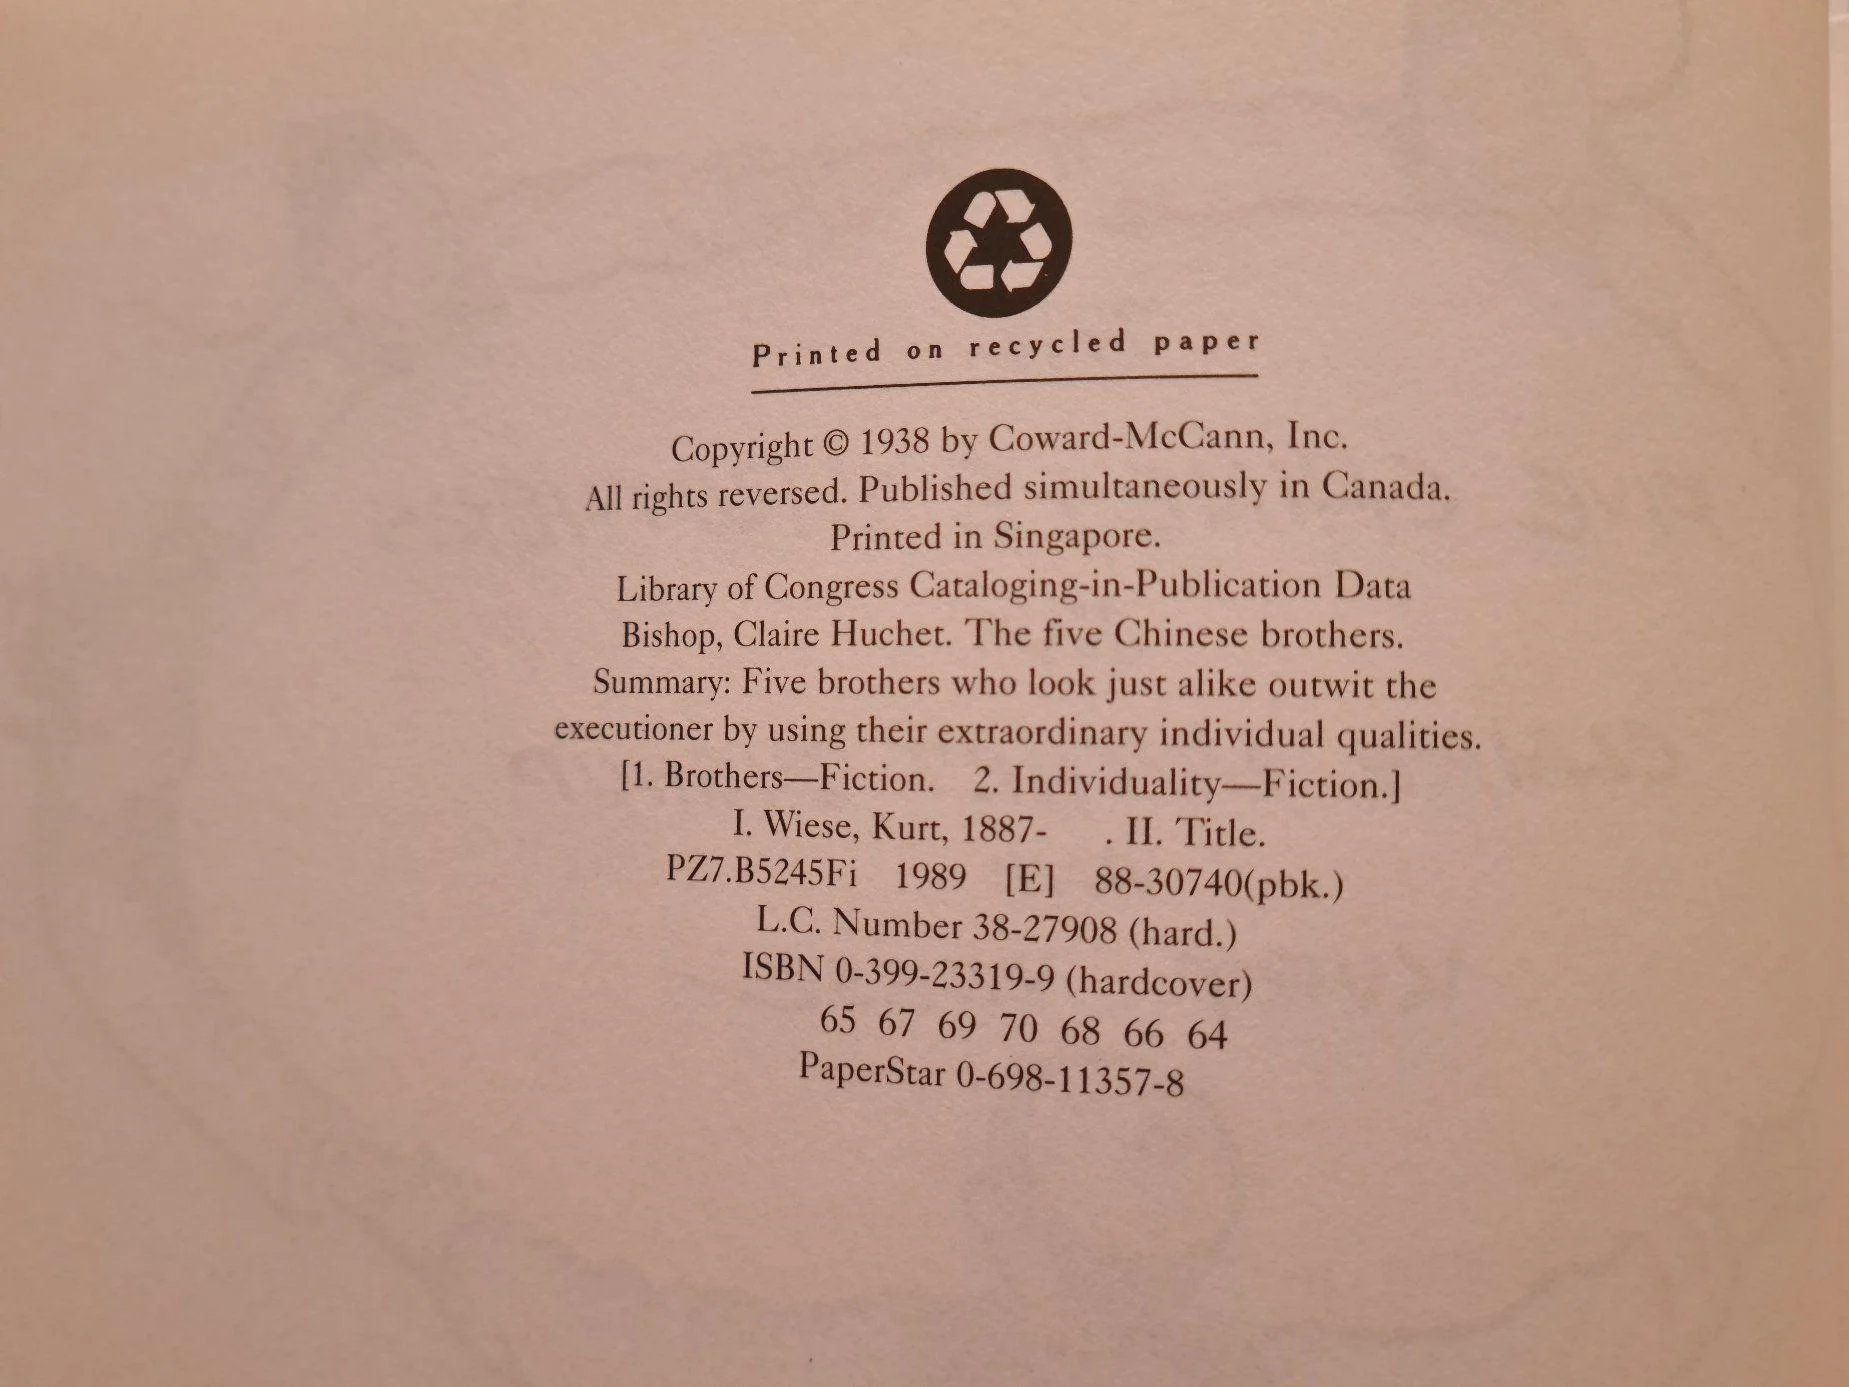 Printed on recycled paper
Copyright © 1938 by Coward-McCann, Inc.
All rights reversed. Published simultaneously in Canada.
Printed in Singapore.
Library of Congress Cataloging-in-Publication Data
Bishop, Claire Huchet. The five Chinese brothers.
Summary: Five brothers who look just alike outwit the
executioner by using their extraordinary individual qualities.
[1. Brothers—Fiction. 2. Individuality—Fiction.]
I. Wiese, Kurt, 1887- . II. Title.
PZ7.B5245Fi 1989 [E] 88-30740(pbk.)
L.C. Number 38-27908 (hard.)
ISBN 0-399-23319-9 (hardcover)
65 67 69 70 68 66 64
PaperStar 0-698-11357-8